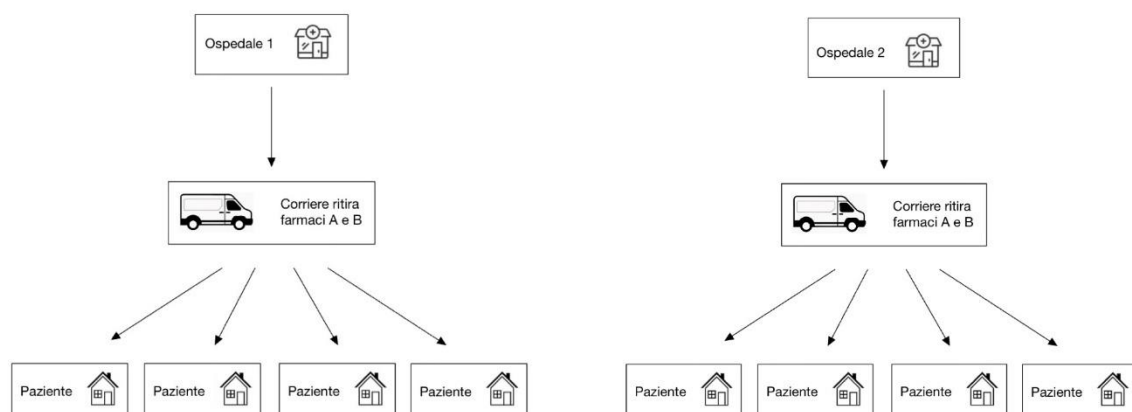 Ospedale 1
Ospedale 2
Corriere ritira
farmaci A e B
Corriere ritira
farmaci A e B
Paziente
Paziente
Paziente
Paziente
Paziente
Paziente
Paziente
Paziente